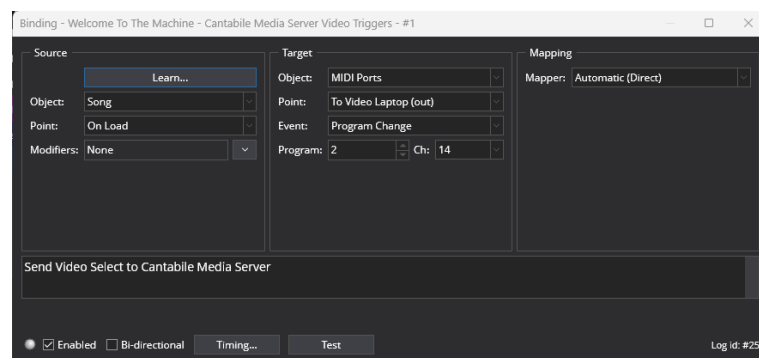 Binding - Welcome To The Machine - Cantabile Media Server Video Triggers - #1
Source
Learn...
Object: Song
Point: On Load
Modifiers: None
Target
Object: MIDI Ports
Point: To Video Laptop (out)
Event: Program Change
Program: 2 Ch: 14
Mapping
Mapper: Automatic (Direct)
Send Video Select to Cantabile Media Server
Enabled Bi-directional Timing... Test Log id: #25